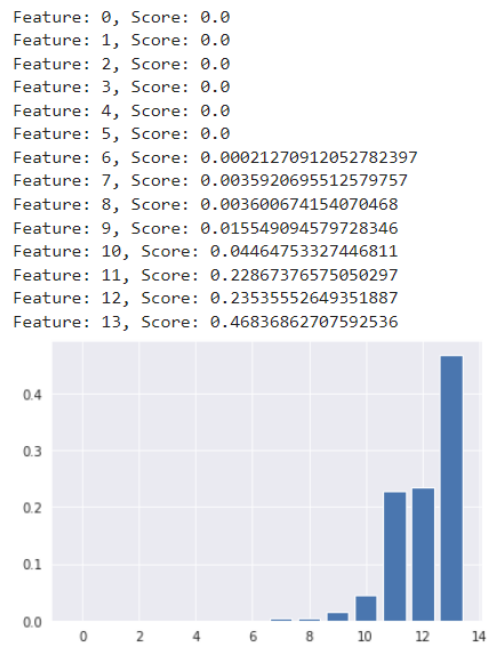 Feature: 0, Score: 0.0
Feature: 1, Score: 0.0
Feature: 2, Score: 0.0
Feature: 3, Score: 0.0
Feature: 4, Score: 0.0
Feature: 5, Score: 0.0
Feature: 6, Score: 0.00021270912052782397
Feature: 7, Score: 0.0035920695512579757
Feature: 8, Score: 0.003600674154070468
Feature: 9, Score: 0.015549094579728346
Feature: 10, Score: 0.04464753327446811
Feature: 11, Score: 0.22867376575050297
Feature: 12, Score: 0.23535552649351887
Feature: 13, Score: 0.46836862707592536
0.4
0.3
0.2
0.1
0.0
0 2 4 6 8 10 12 14